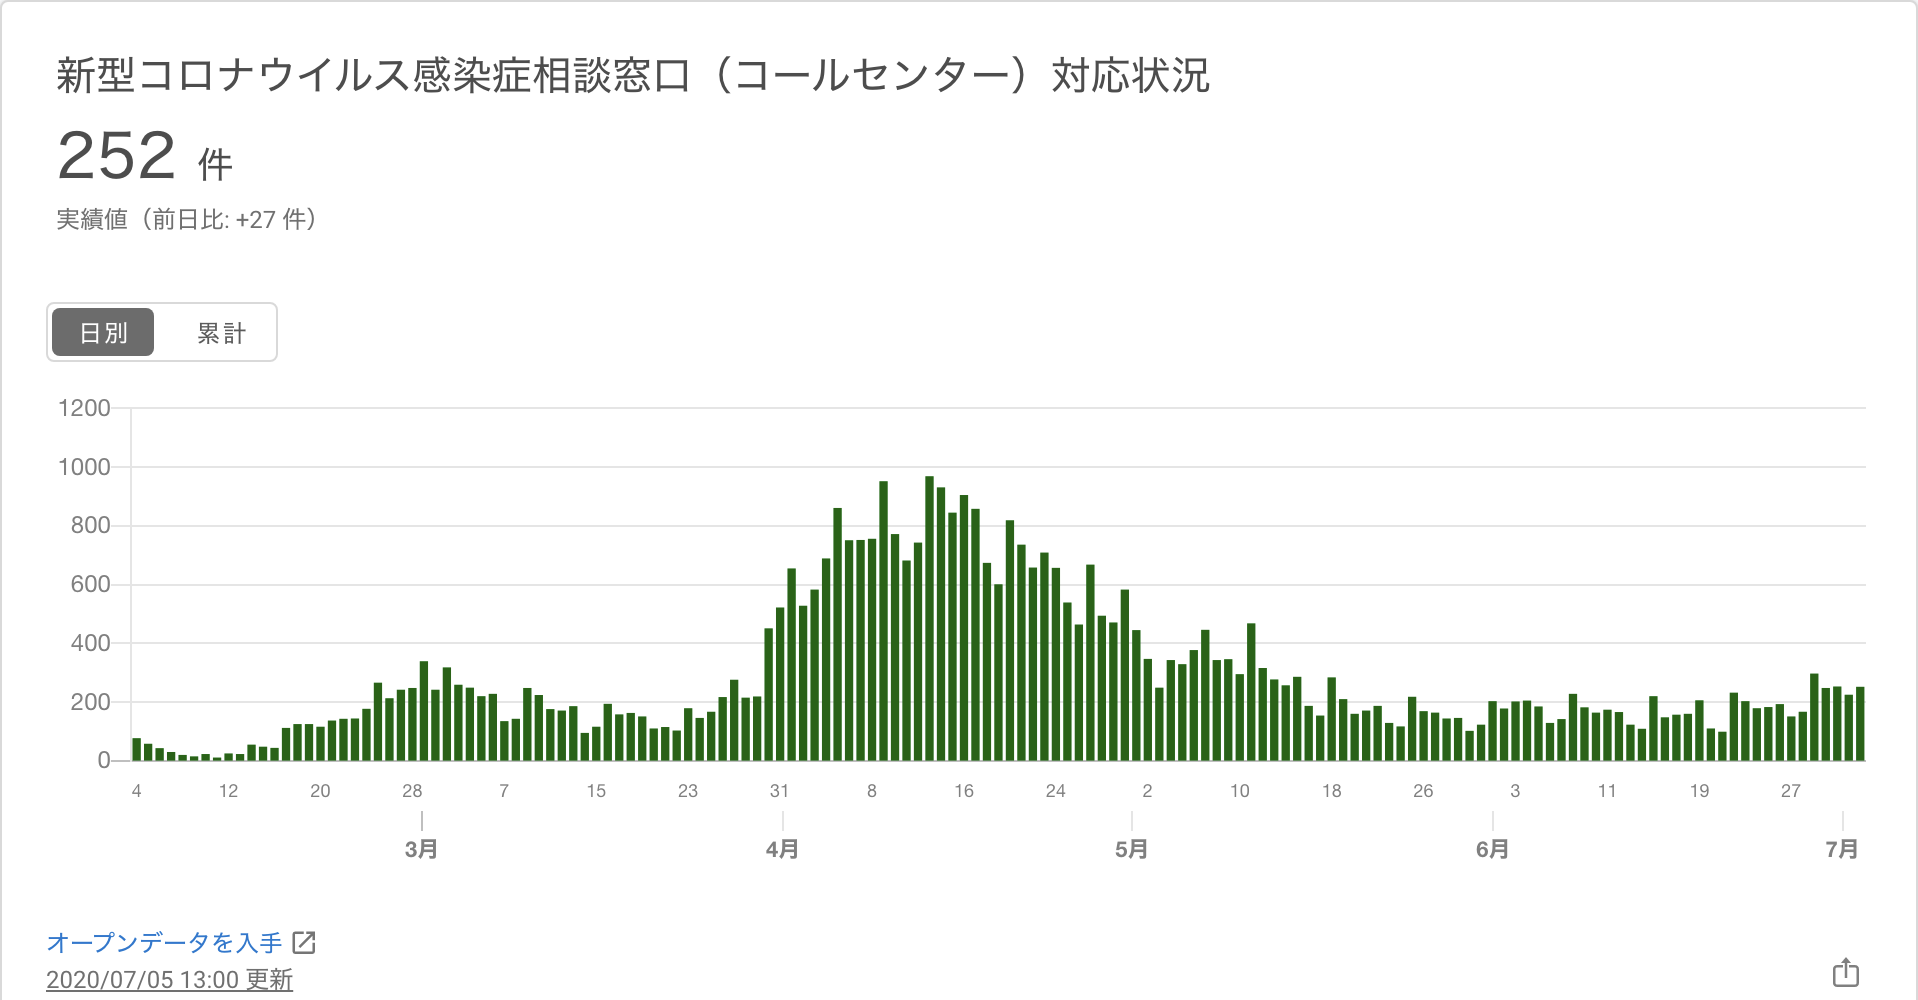 新型コロナウイルス感染症相談窓口（コールセンター）対応状況
252 件
実績値（前日比: +27 件）
日別 累計
1200
1000
800
600
400
200
0
4 12 20 28 7 15 23 31 8 16 24 2 10 18 26 3 11 19 27
3月 4月 5月 6月 7月
オープンデータを入手
2020/07/05 13:00 更新